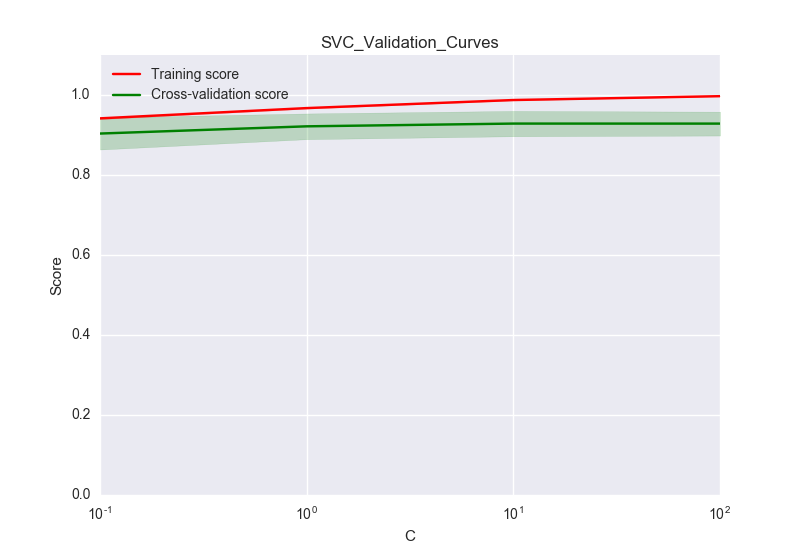 SVC_Validation_Curves
Training score
Cross-validation score
1.0
0.8
0.6
0.4
0.2
0.0
Score
10⁻¹ 10⁰ 10¹ 10²
C